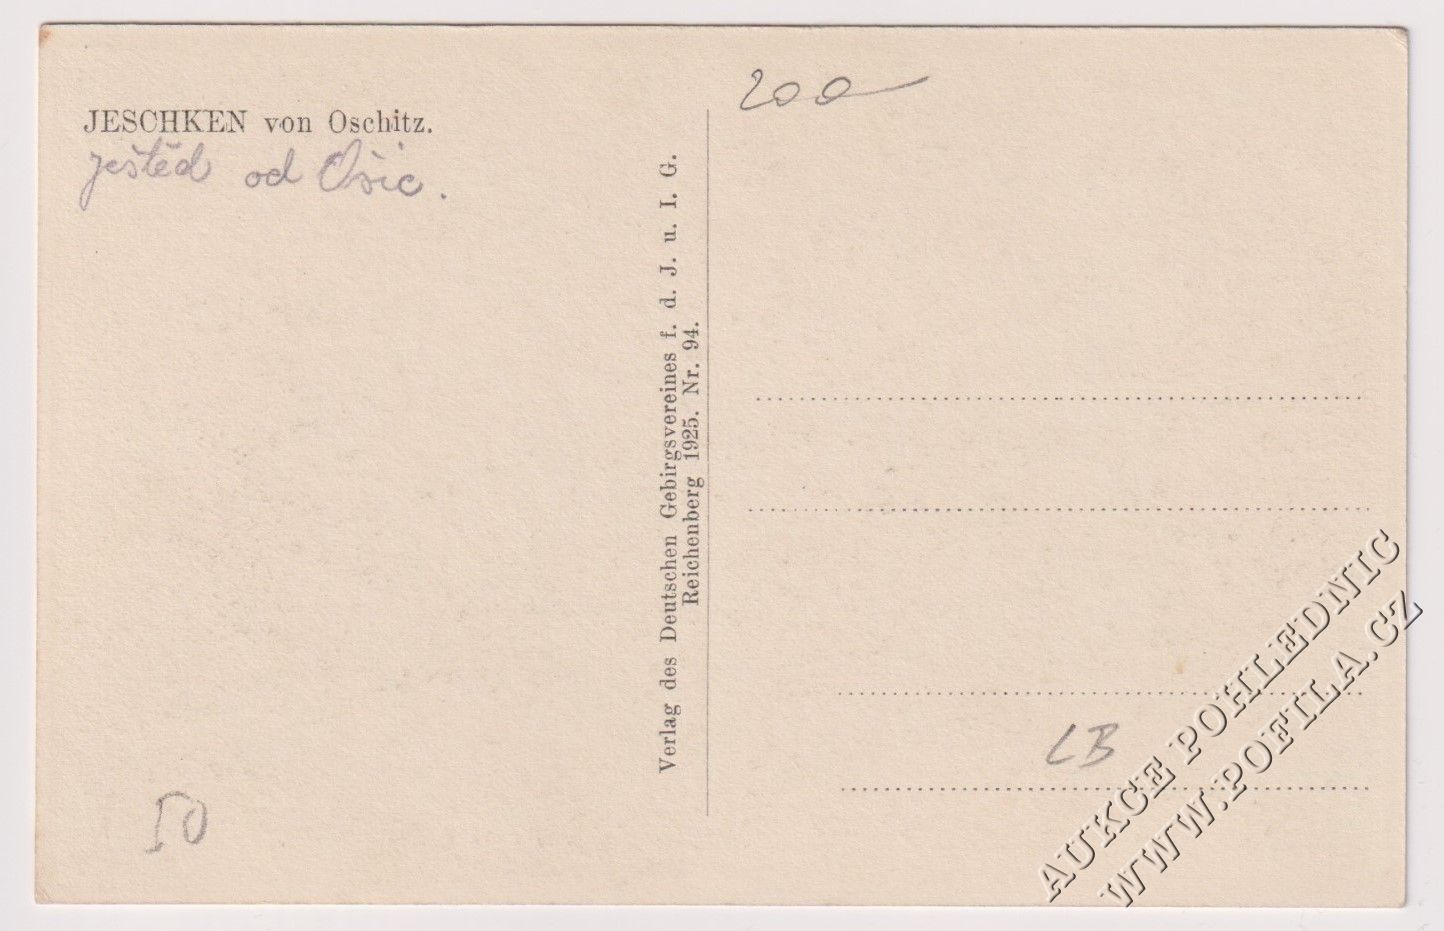 JESCHKEN von Oschitz.
Ještěd od Ošic.
200
Verlag des Deutschen Gebirgsvereines f. d. J. u. I. G.
Reichenberg 1925. Nr. 94.
LB
50
AUKCE POHLEDNIC
WWW.POFILA.CZ